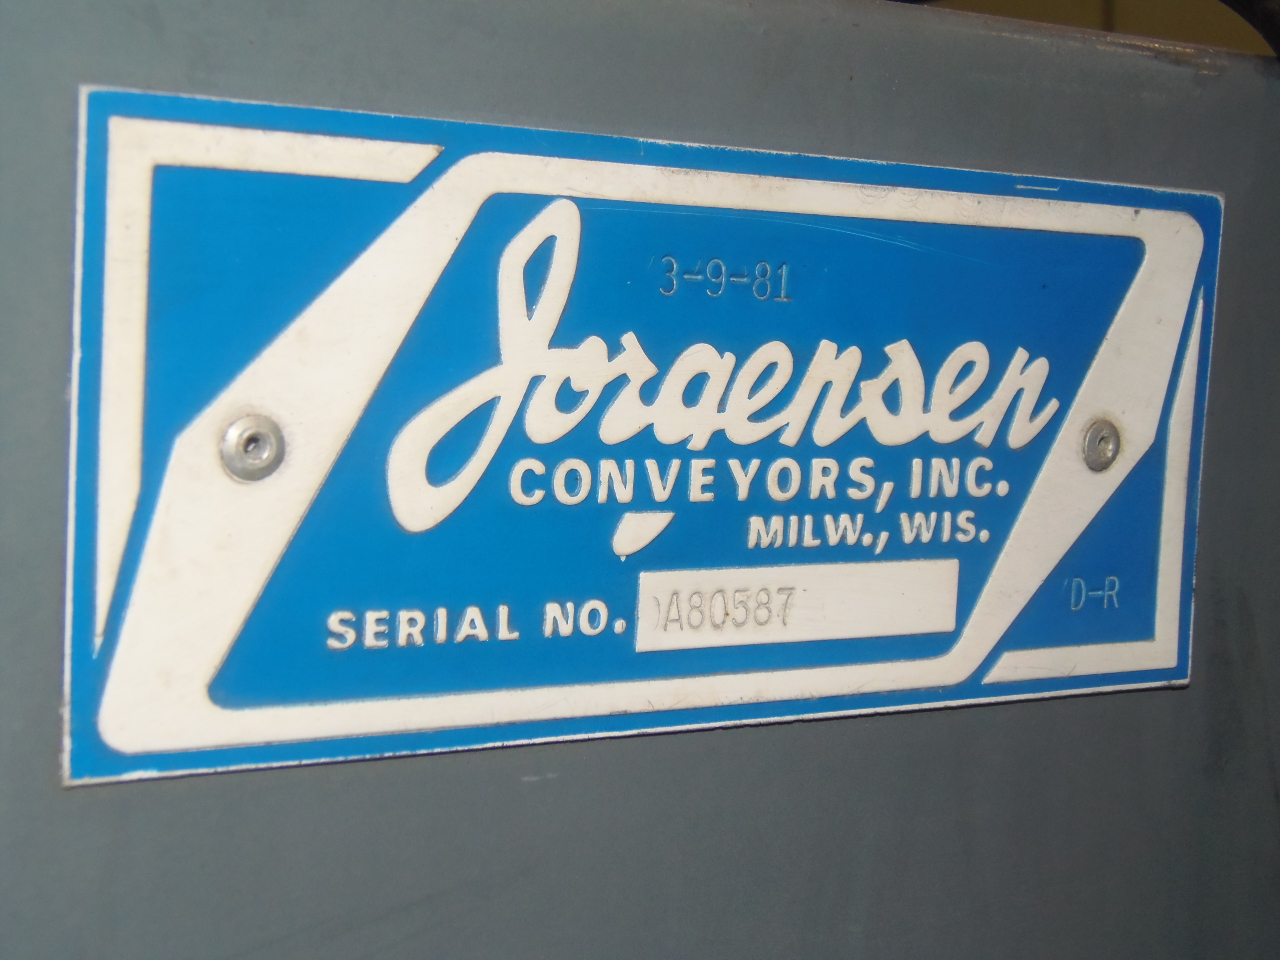 3-9-81
Jorgensen
CONVEYORS, INC.
MILW., WIS.
SERIAL NO. A80587
D-R